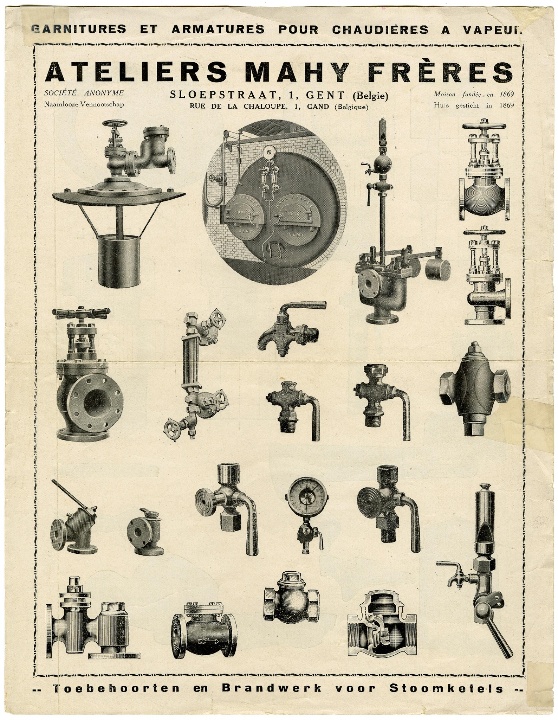 GARNITURES ET ARMATURES POUR CHAUDIÈRES A VAPEUR.
ATELIERS MAHY FRÈRES
SOCIÉTÉ ANONYME
Naamlooze Vennootschap
SLOEPSTRAAT, 1, GENT (Belgie)
RUE DE LA CHALOUPE, 1, GAND (Belgique)
Maison fondée en 1869
Huis gesticht in 1869
-- Toebehoorten en Brandwerk voor Stoomketels --